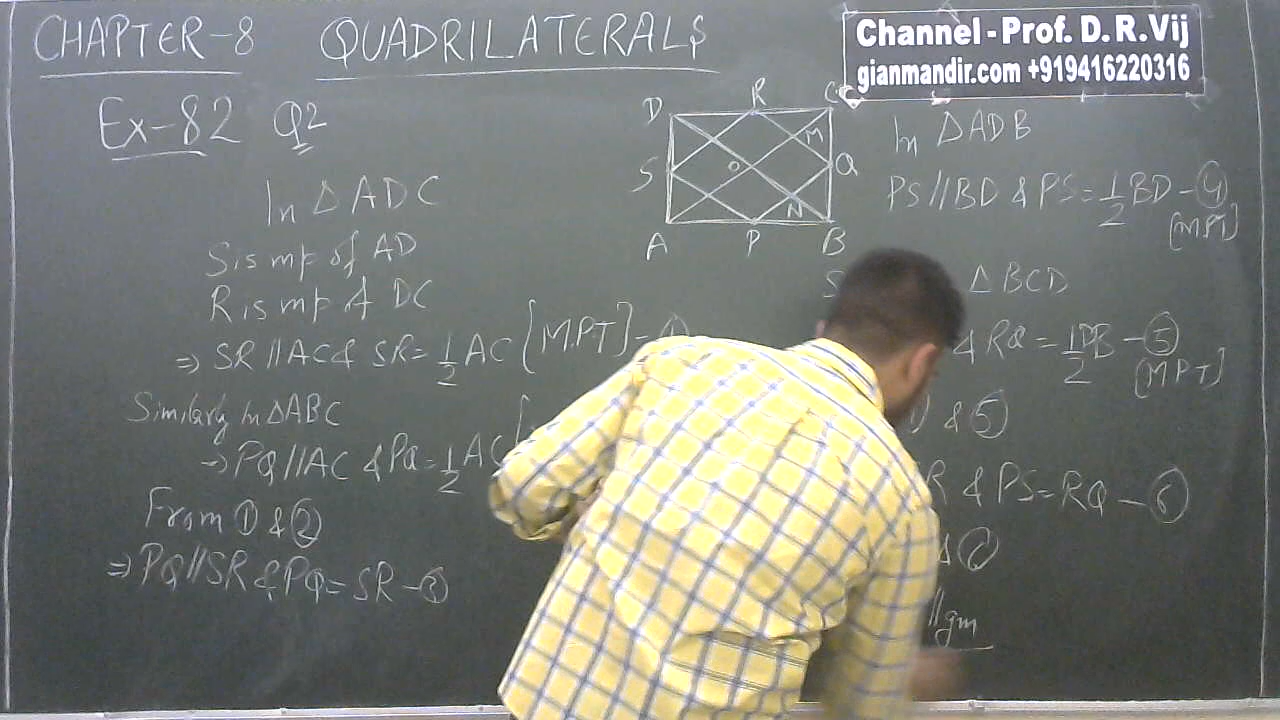 CHAPTER-8 QUADRILATERALS
Channel - Prof. D. R. Vij
gianmandir.com +919416220316
Ex-8.2 Q2
D R C
S O M Q
N
A P B
In △ADC
S is mp of AD
R is mp of DC
⇒ SR//AC & SR=1/2 AC [M.P.T] - ①
Similary In △ABC
→ PQ//AC & PQ=1/2 AC [
From ① & ②
⇒ PQ//SR & PQ=SR - ③
In △ADB
PS//BD & PS=1/2 BD - ④
[MPT]
△BCD
& RQ=1/2 DB - ⑤
[MPT]
& ⑤
R & PS=RQ - ⑥
//gm